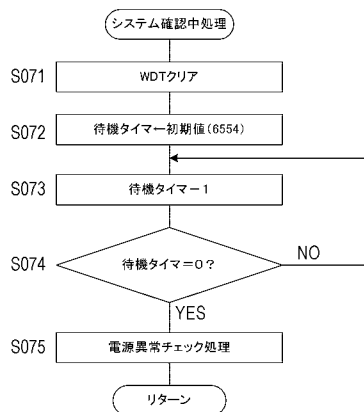 システム確認中処理
S071
WDTクリア
S072
待機タイマ←初期値(6554)
S073
待機タイマ－1
S074
待機タイマ＝0？
NO
YES
S075
電源異常チェック処理
リターン